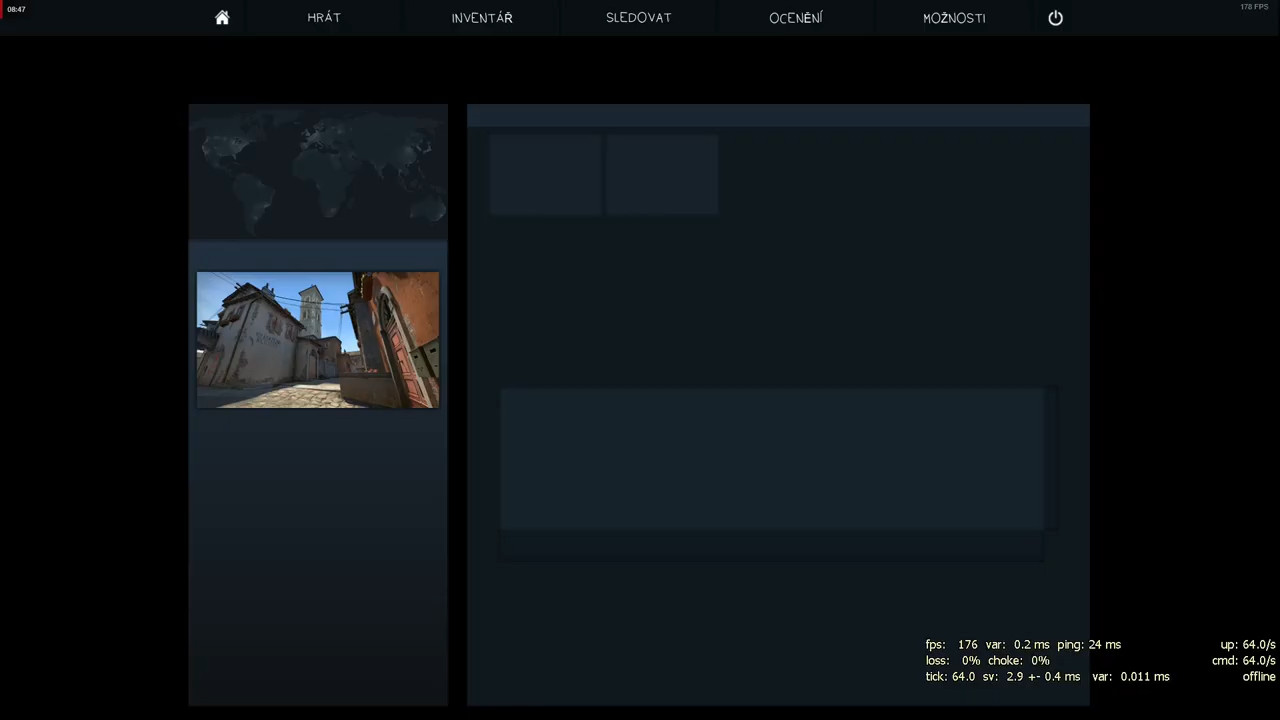 08:47
178 FPS
HRÁT
INVENTÁŘ
SLEDOVAT
OCENĚNÍ
MOŽNOSTI
fps: 176 var: 0.2 ms ping: 24 ms up: 64.0/s
loss: 0% choke: 0% cmd: 64.0/s
tick: 64.0 sv: 2.9 +- 0.4 ms var: 0.011 ms offline